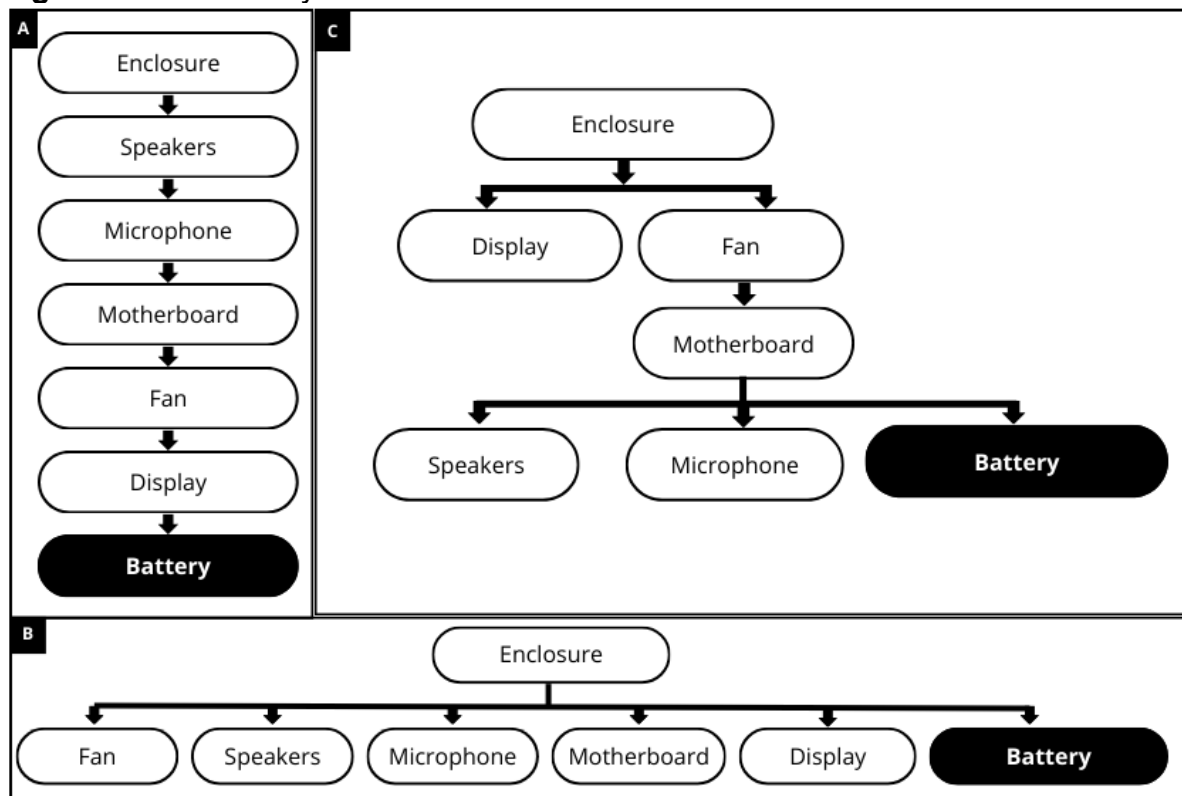 A
Enclosure
Speakers
Microphone
Motherboard
Fan
Display
Battery
C
Enclosure
Display Fan
Motherboard
Speakers Microphone Battery
B
Enclosure
Fan Speakers Microphone Motherboard Display Battery